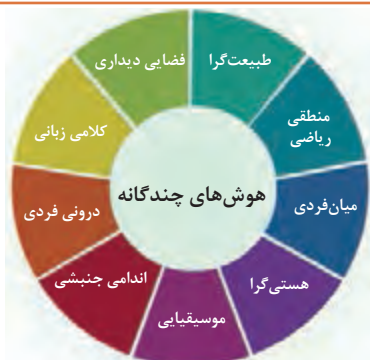 طبیعت‌گرا
منطقی
ریاضی
میان‌فردی
هستی‌گرا
موسیقیایی
اندامی جنبشی
درونی فردی
کلامی زبانی
فضایی دیداری
هوش‌های چندگانه